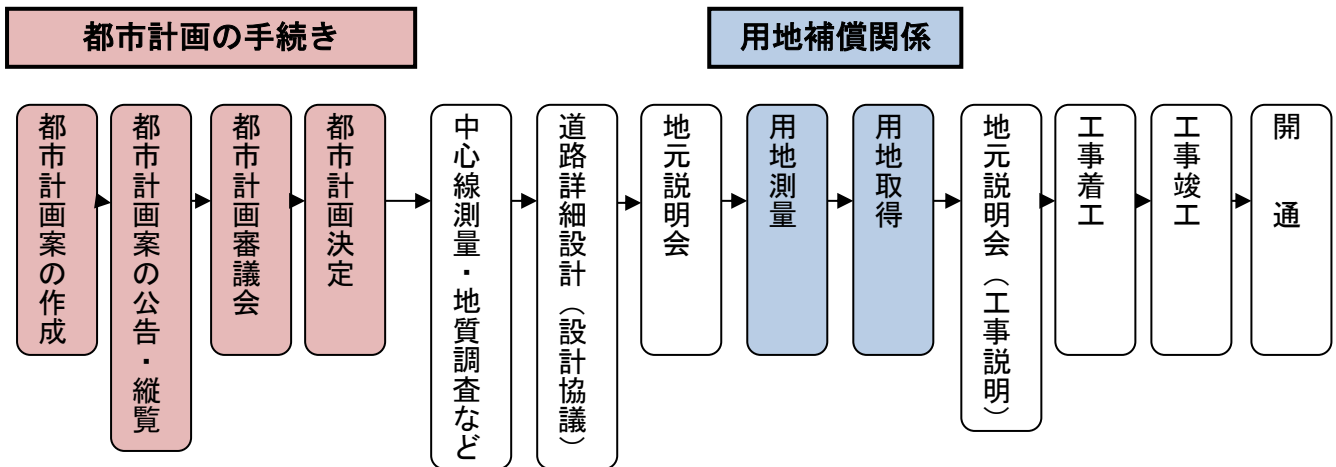 都市計画の手続き
用地補償関係
都市計画案の作成
都市計画案の公告・縦覧
都市計画審議会
都市計画決定
中心線測量・地質調査など
道路詳細設計（設計協議）
地元説明会
用地測量
用地取得
地元説明会（工事説明）
工事着工
工事竣工
開通